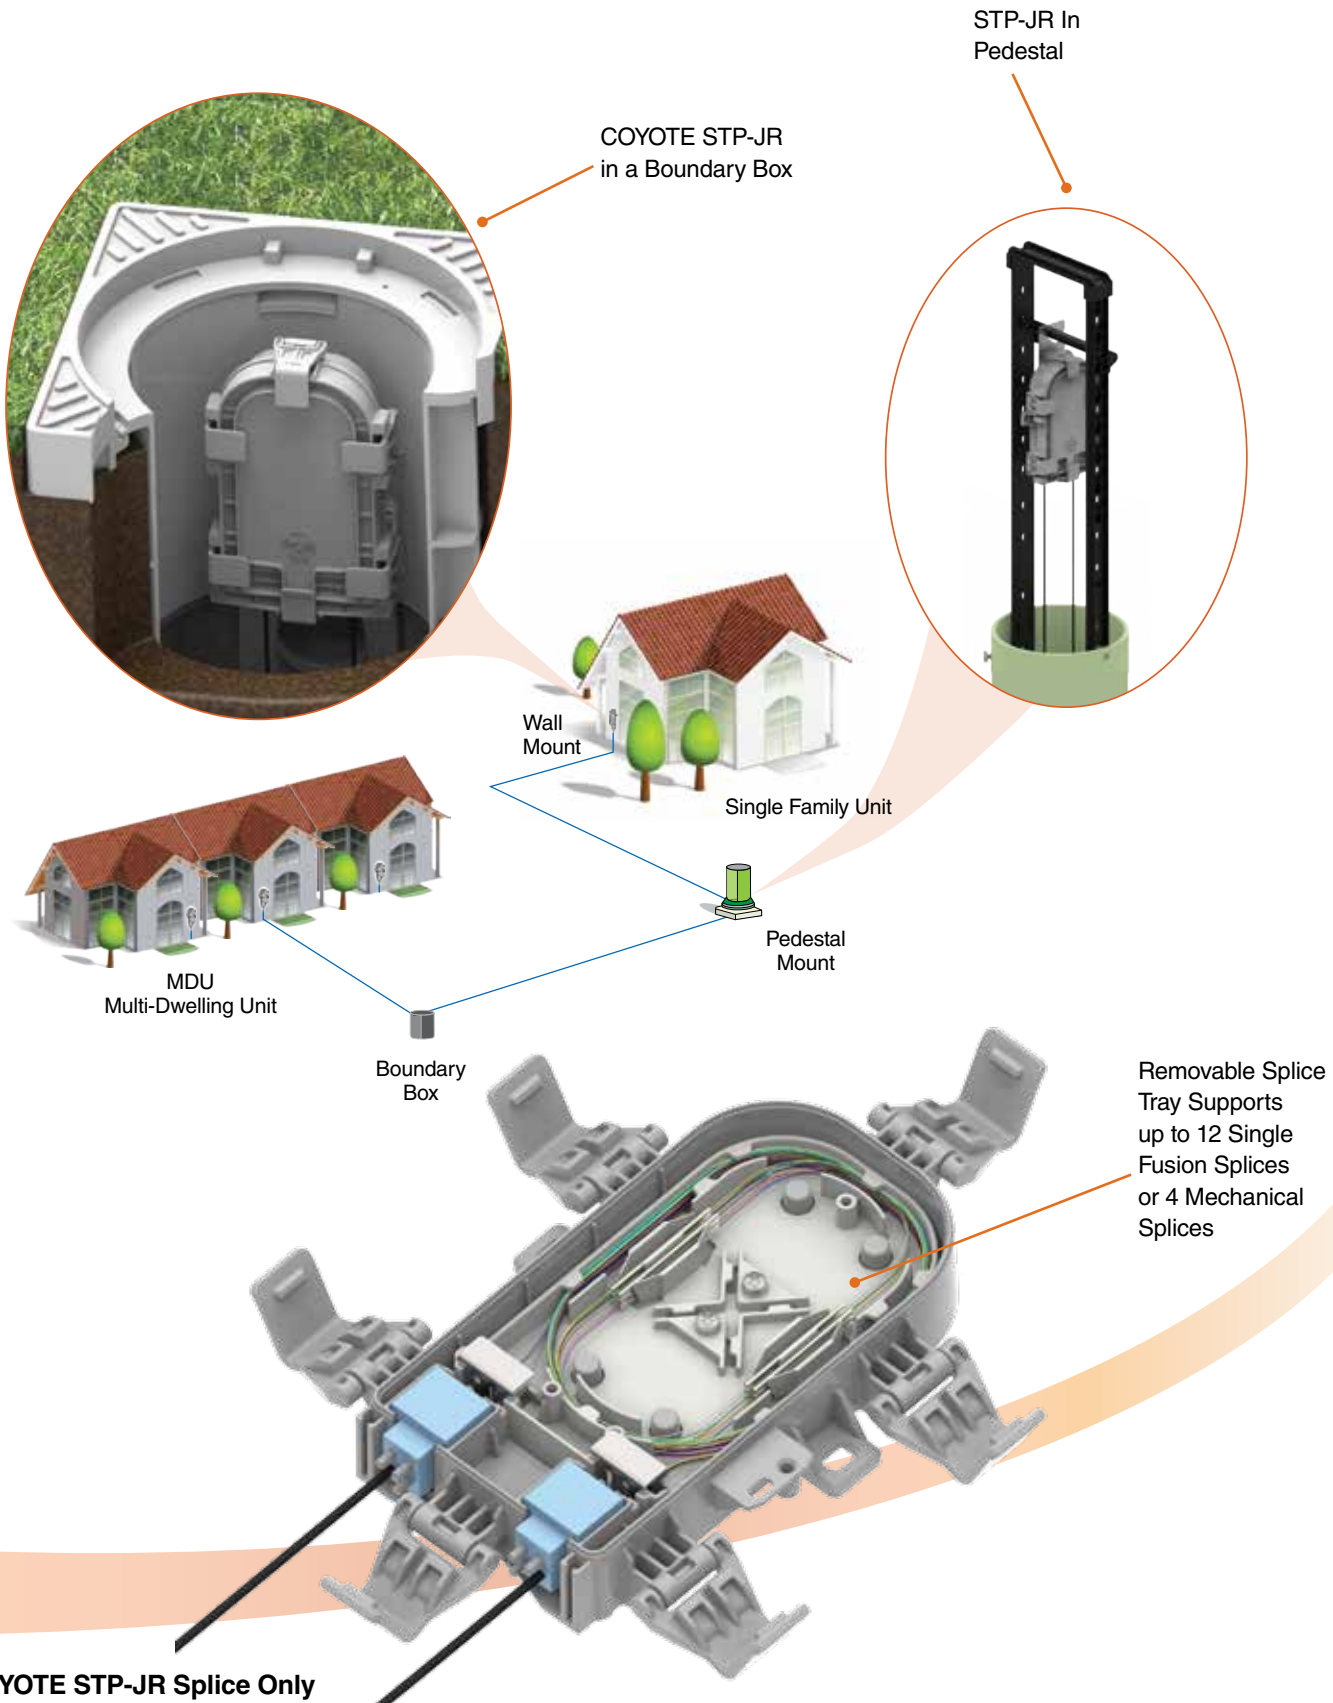 STP-JR In
Pedestal
COYOTE STP-JR
in a Boundary Box
Wall
Mount
Single Family Unit
Pedestal
Mount
MDU
Multi-Dwelling Unit
Boundary
Box
Removable Splice
Tray Supports
up to 12 Single
Fusion Splices
or 4 Mechanical
Splices
YOTE STP-JR Splice Only